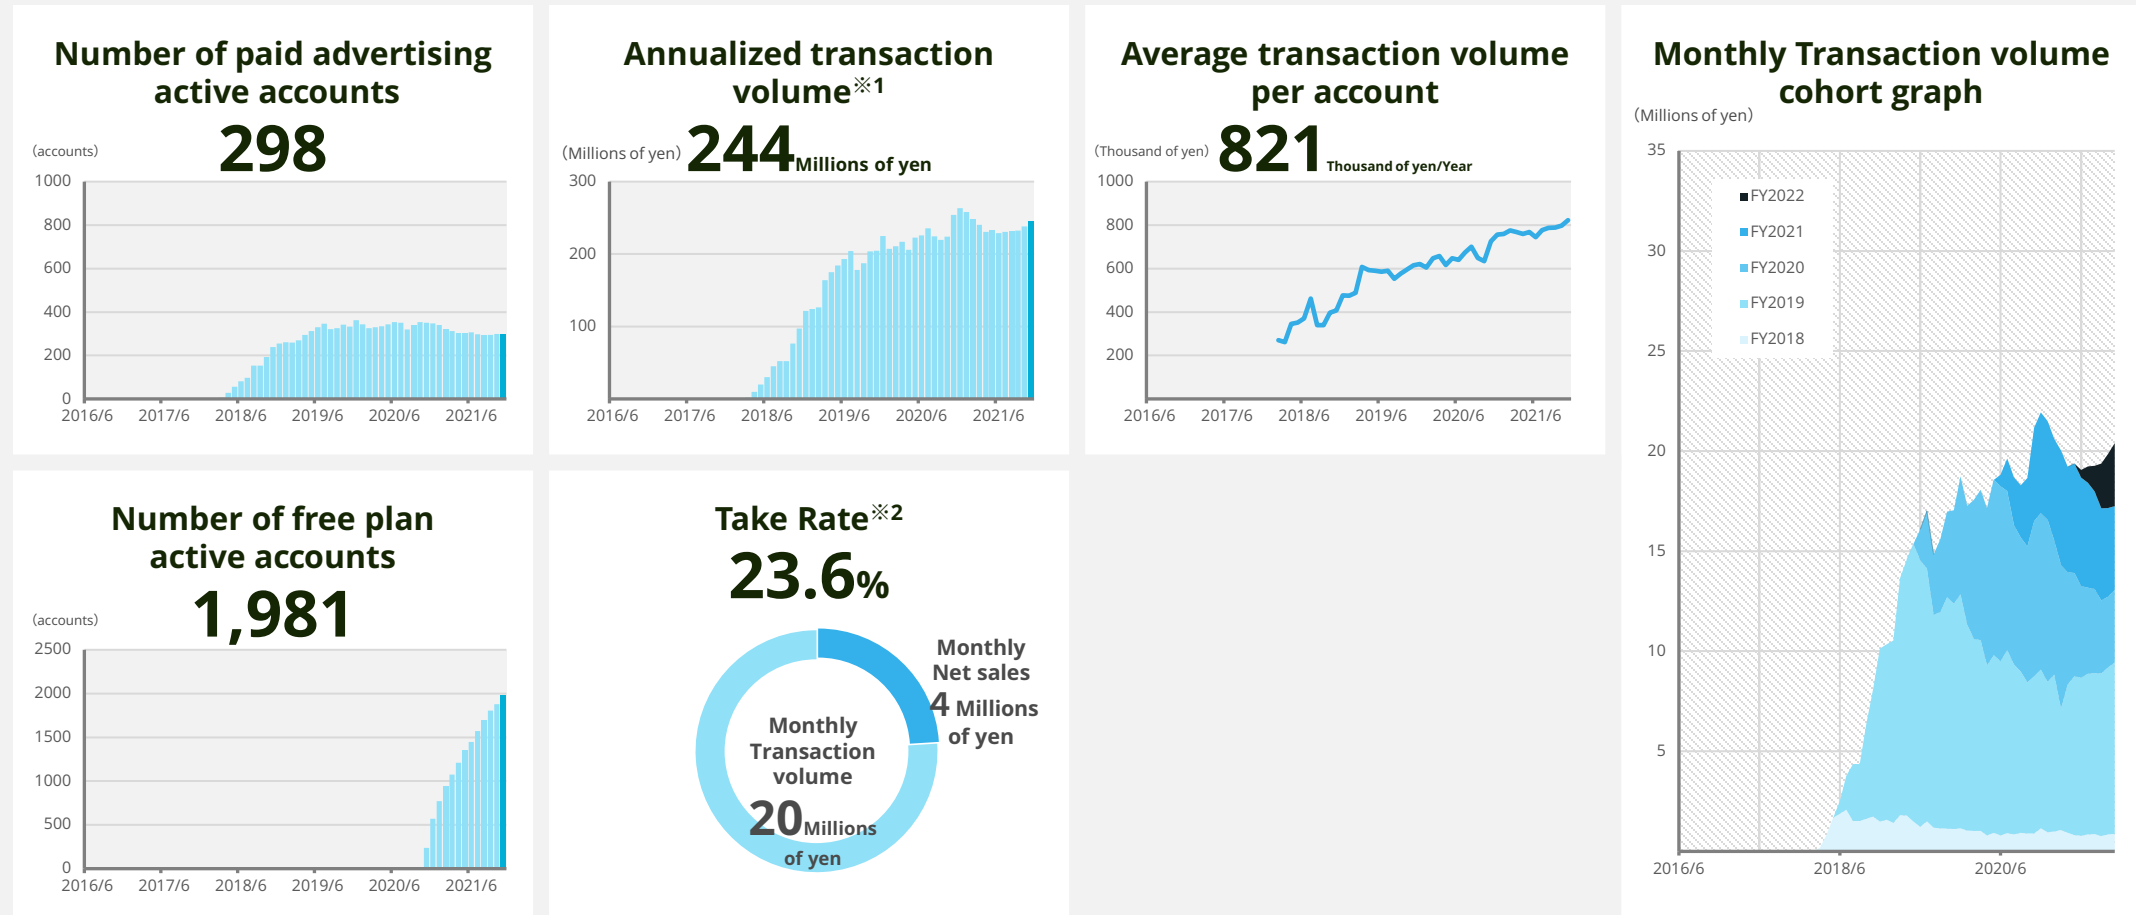 Number of paid advertising
active accounts
(accounts)
298
1000
800
600
400
200
0
2016/6 2017/6 2018/6 2019/6 2020/6 2021/6
Annualized transaction
volume※1
(Millions of yen)
244Millions of yen
300
200
100
2016/6 2017/6 2018/6 2019/6 2020/6 2021/6
Average transaction volume
per account
(Thousand of yen)
821 Thousand of yen/Year
1000
800
600
400
200
2016/6 2017/6 2018/6 2019/6 2020/6 2021/6
Monthly Transaction volume
cohort graph
(Millions of yen)
35
30
25
20
15
10
5
FY2022
FY2021
FY2020
FY2019
FY2018
2016/6 2018/6 2020/6
Number of free plan
active accounts
(accounts)
1,981
2500
2000
1500
1000
500
0
2016/6 2017/6 2018/6 2019/6 2020/6 2021/6
Take Rate※2
23.6%
Monthly
Net sales
4 Millions
of yen
Monthly
Transaction
volume
20Millions
of yen